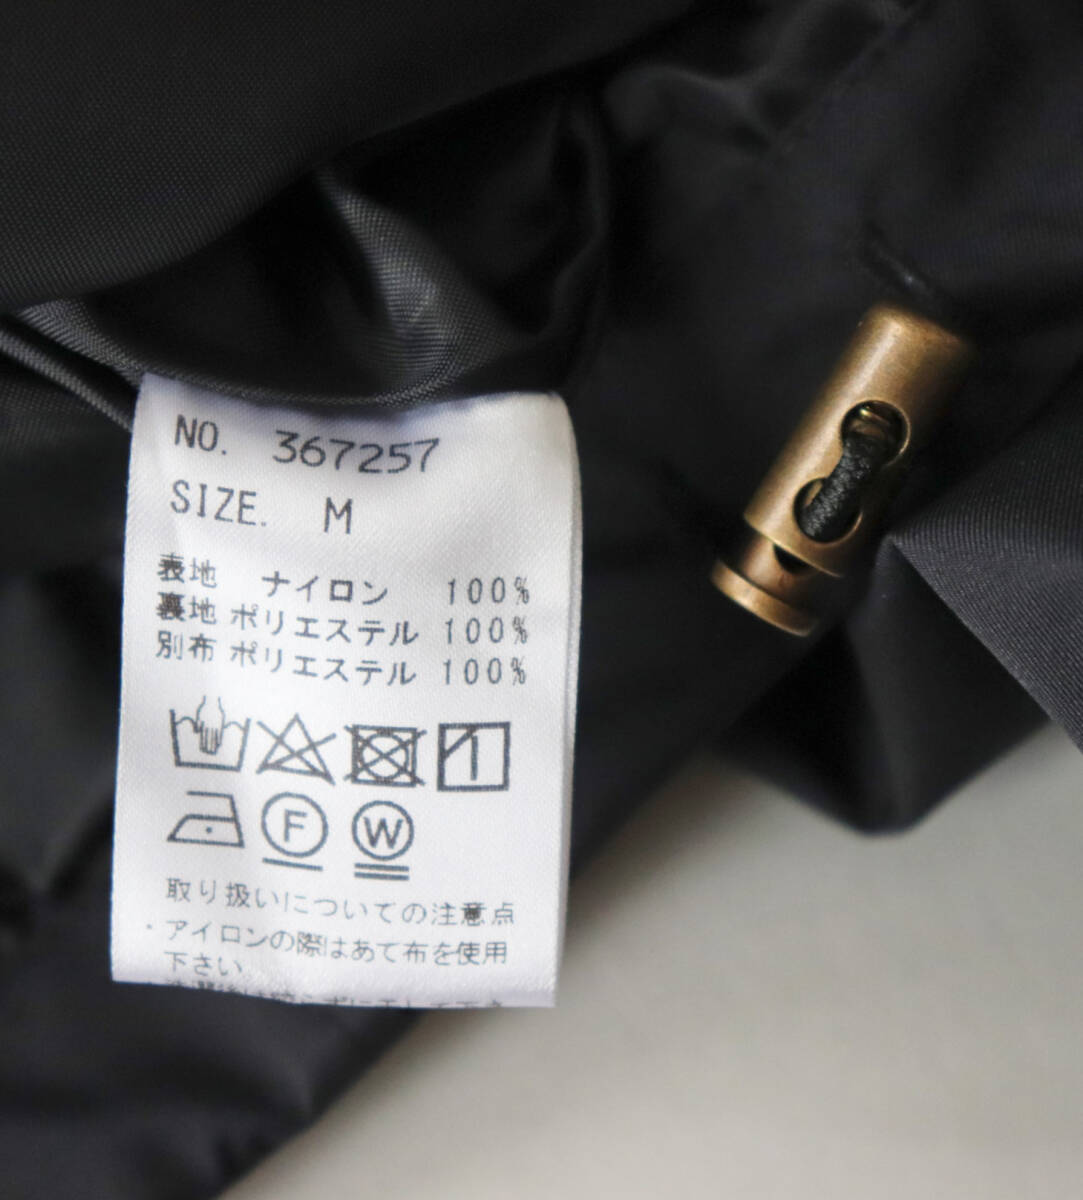 NO. 367257
SIZE. M
表地 ナイロン 100%
裏地 ポリエステル 100%
別布 ポリエステル 100%
F W
取り扱いについての注意点
・アイロンの際はあて布を使用
下さい